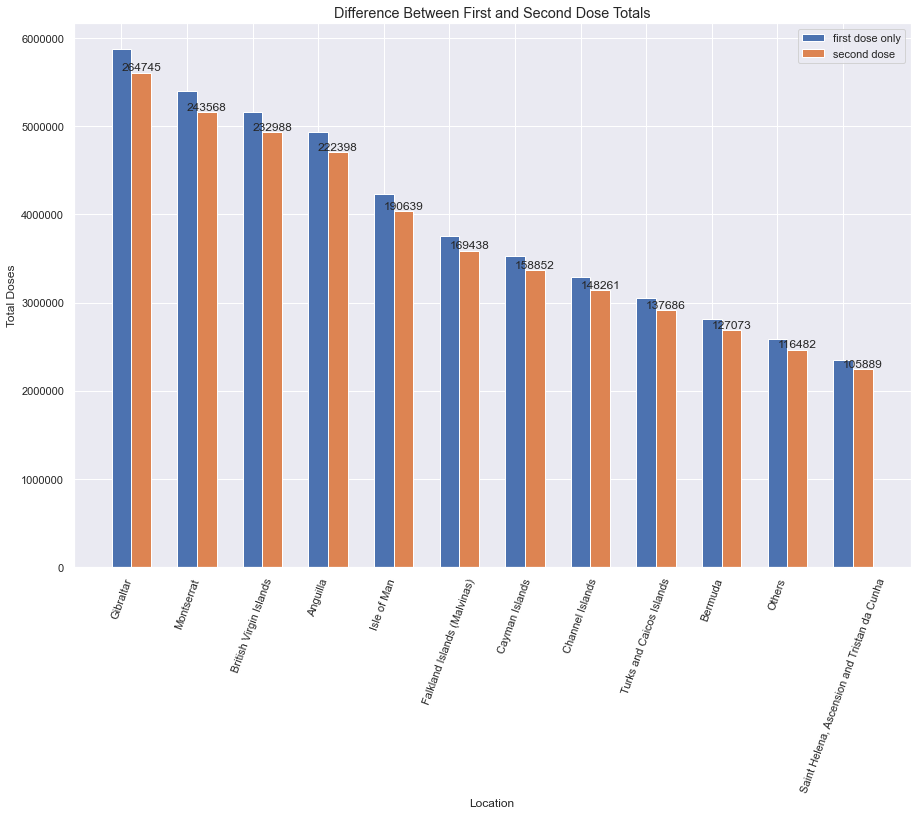 Difference Between First and Second Dose Totals
first dose only
second dose
6000000
5000000
4000000
3000000
2000000
1000000
0
Total Doses
264745
243568
232988
222398
190639
169438
158852
148261
137686
127073
116482
105889
Gibraltar
Montserrat
British Virgin Islands
Anguilla
Isle of Man
Falkland Islands (Malvinas)
Cayman Islands
Channel Islands
Turks and Caicos Islands
Bermuda
Others
Saint Helena, Ascension and Tristan da Cunha
Location